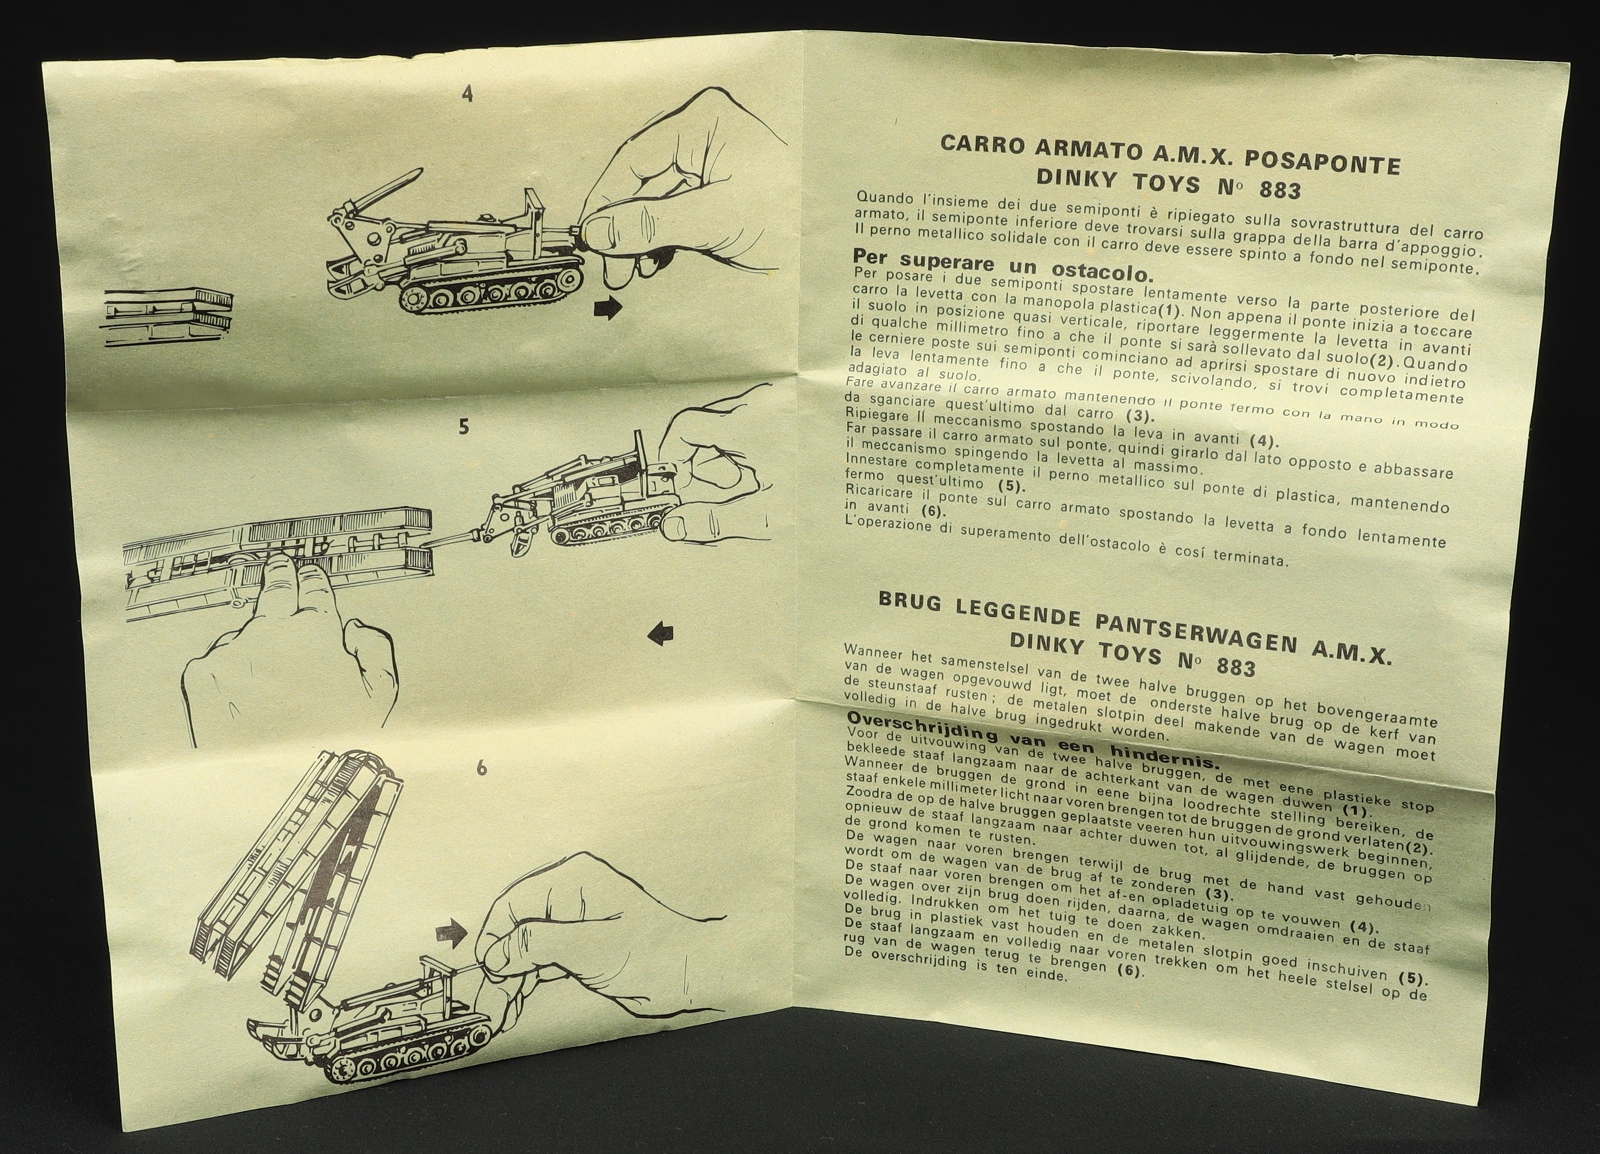 4
5
6
CARRO ARMATO A.M.X. POSAPONTE
DINKY TOYS Nº 883
Quando l'insieme dei due semiponti è ripiegato sulla sovrastruttura del carro
armato, il semiponte inferiore deve trovarsi sulla grappa della barra d'appoggio.
Il perno metallico solidale con il carro deve essere spinto a fondo nel semiponte.
Per superare un ostacolo.
Per posare i due semiponti spostare lentamente verso la parte posteriore del
carro la levetta con la manopola plastica(1). Non appena il ponte inizia a toccare
il suolo in posizione quasi verticale, riportare leggermente la levetta in avanti
di qualche millimetro fino a che il ponte si sarà sollevato dal suolo(2). Quando
le cerniere poste sui semiponti cominciano ad aprirsi spostare di nuovo indietro
la leva lentamente fino a che il ponte, scivolando, si trovi completamente
adagiato al suolo.
Fare avanzare il carro armato mantenendo il ponte fermo con la mano in modo
da sganciare quest'ultimo dal carro (3).
Ripiegare Il meccanismo spostando la leva in avanti (4).
Far passare il carro armato sul ponte, quindi girarlo dal lato opposto e abbassare
il meccanismo spingendo la levetta al massimo.
Innestare completamente il perno metallico sul ponte di plastica, mantenendo
fermo quest'ultimo (5).
Ricaricare il ponte sul carro armato spostando la levetta a fondo lentamente
in avanti (6).
L'operazione di superamento dell'ostacolo è cosí terminata.
BRUG LEGGENDE PANTSERWAGEN A.M.X.
DINKY TOYS Nº 883
Wanneer het samenstelsel van de twee halve bruggen op het bovengeraamte
van de wagen opgevouwd ligt, moet de onderste halve brug op de kerf van
de steunstaaf rusten ; de metalen slotpin deel makende van de wagen moet
volledig in de halve brug ingedrukt worden.
Overschrijding van een hindernis.
Voor de uitvouwing van de twee halve bruggen, de met eene plastieke stop
bekleede staaf langzaam naar de achterkant van de wagen duwen (1).
Wanneer de bruggen de grond in eene bijna loodrechte stelling bereiken, de
staaf enkele millimeter licht naar voren brengen tot de bruggen de grond verlaten(2).
Zoodra de op de halve bruggen geplaatste veeren hun uitvouwingswerk beginnen,
opnieuw de staaf langzaam naar achter duwen tot, al glijdende, de bruggen op
de grond komen te rusten.
De wagen naar voren brengen terwijl de brug met de hand vast gehouden
wordt om de wagen van de brug af te zonderen (3).
De staaf naar voren brengen om het af-en opladetuig op te vouwen (4).
De wagen over zijn brug doen rijden, daarna, de wagen omdraaien en de staaf
volledig. Indrukken om het tuig te doen zakken.
De brug in plastiek vast houden en de metalen slotpin goed inschuiven (5).
De staaf langzaam en volledig naar voren trekken om het heele stelsel op de
rug van de wagen terug te brengen (6).
De overschrijding is ten einde.